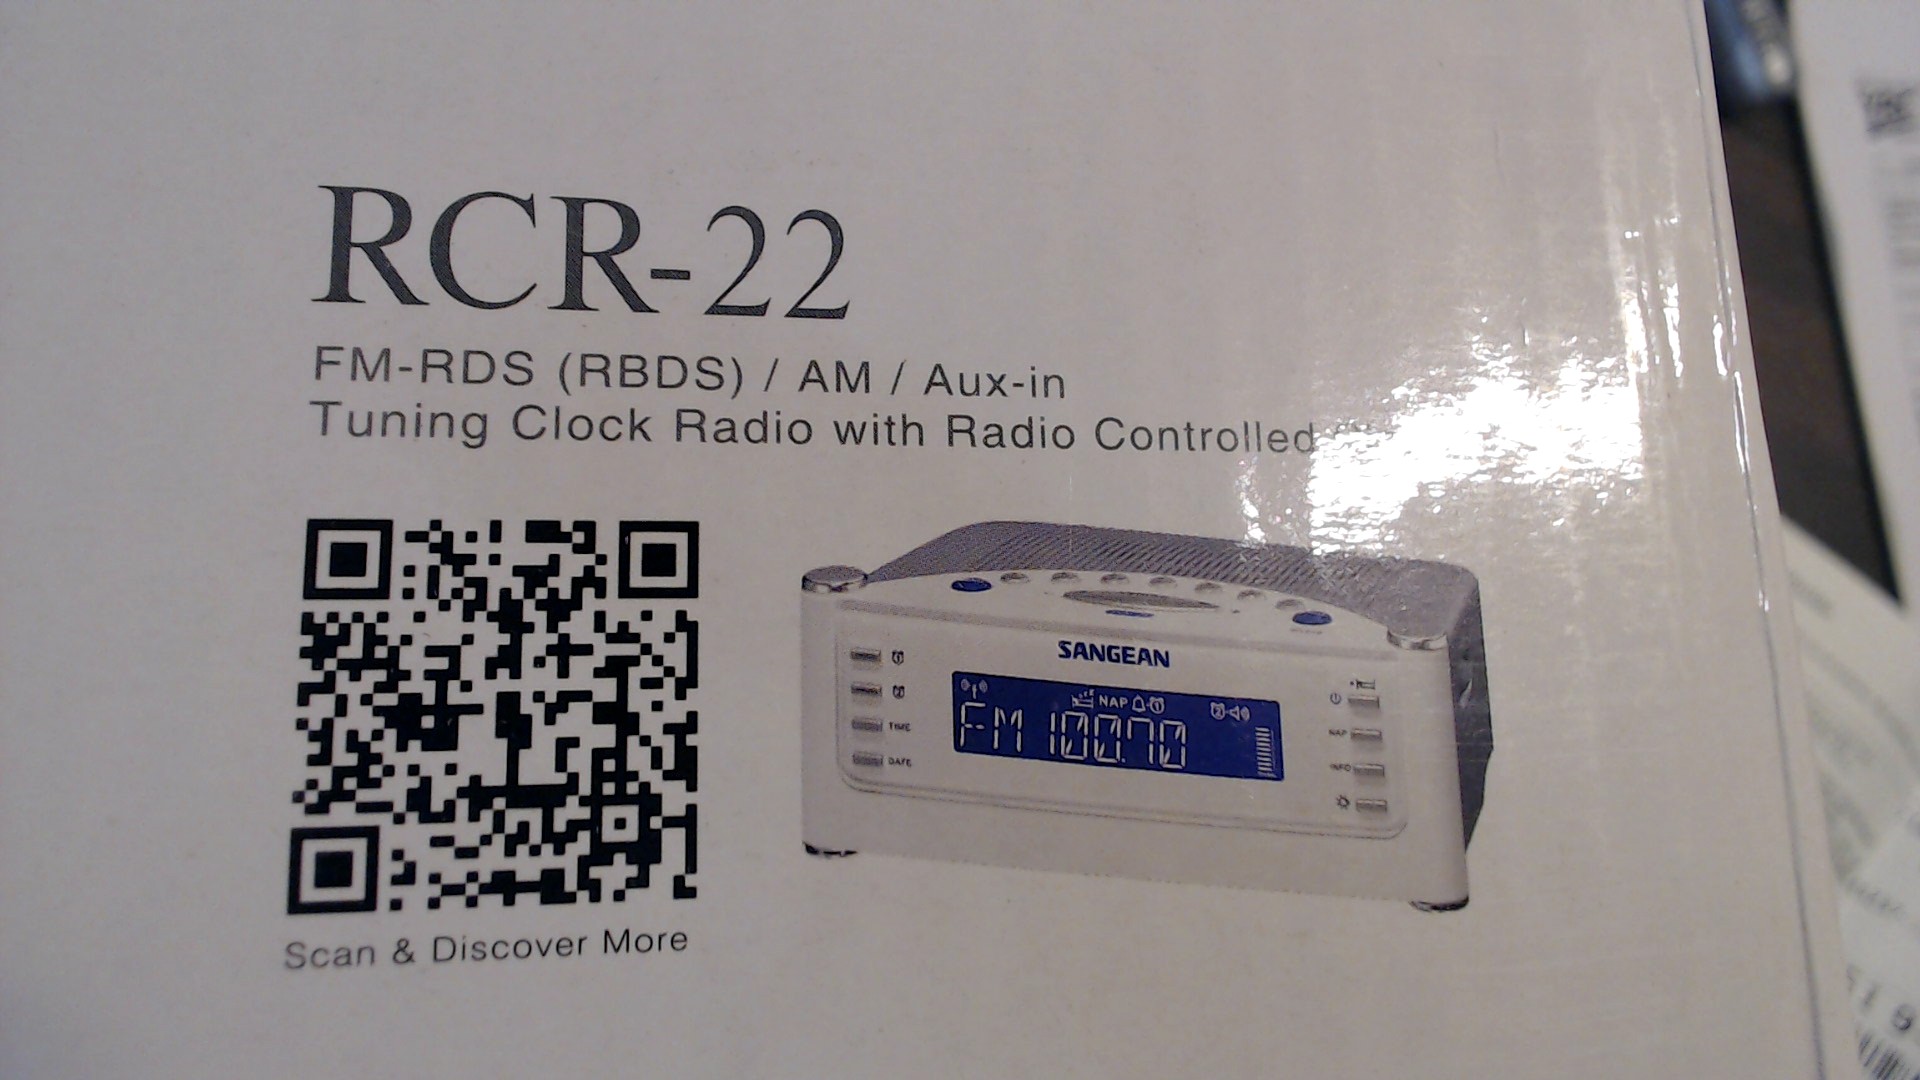 RCR-22
FM-RDS (RBDS) / AM / Aux-in
Tuning Clock Radio with Radio Controlled
SANGEAN
NAP
FM 100.70
TIME
DATE
NAP
INFO
Scan & Discover More